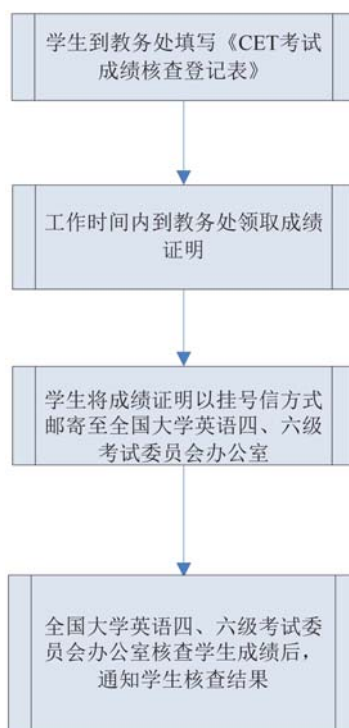 学生到教务处填写《CET考试
成绩核查登记表》
工作时间内到教务处领取成绩
证明
学生将成绩证明以挂号信方式
邮寄至全国大学英语四、六级
考试委员会办公室
全国大学英语四、六级考试委
员会办公室核查学生成绩后，
通知学生核查结果